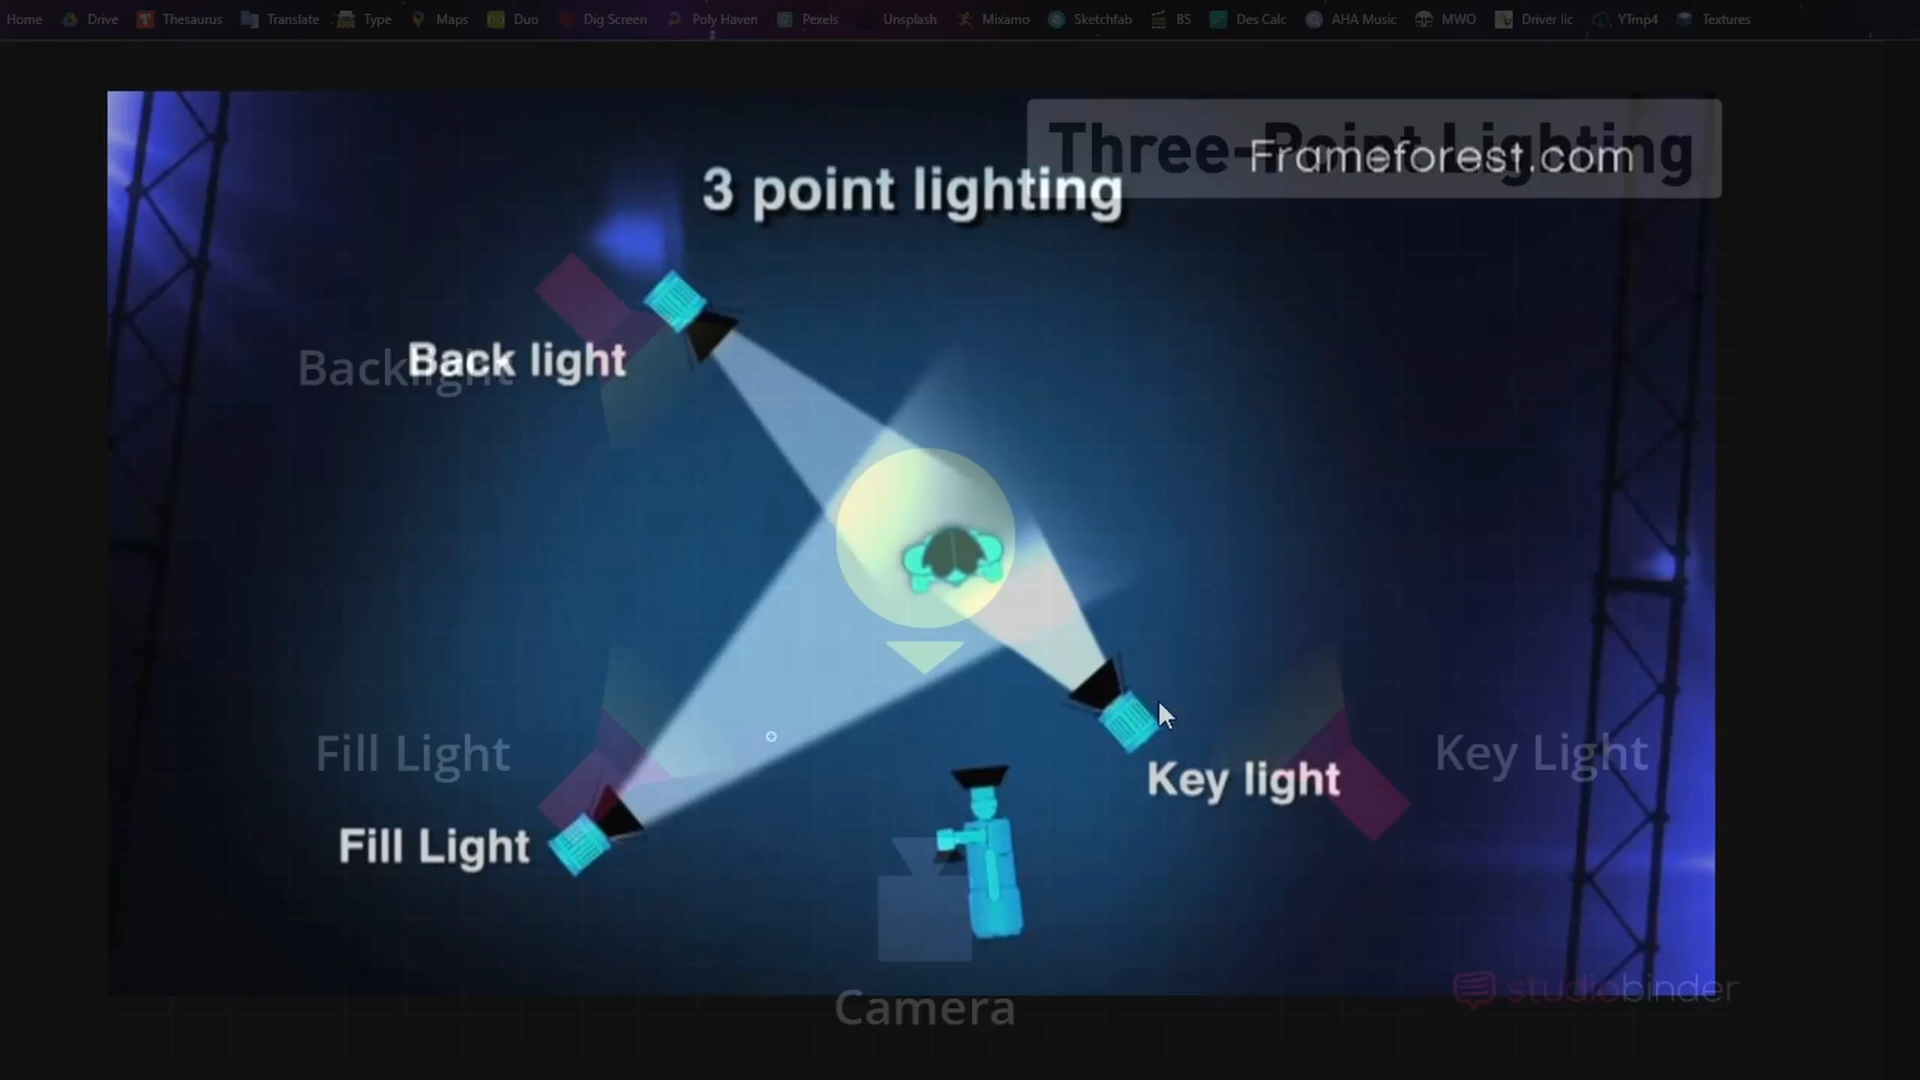 Home Drive Thesaurus Translate Type Maps Duo Dig Screen Poly Haven Pexels Unsplash Mixamo Sketchfab BS Des Calc AHA Music MWO Driver lic YTmp4 Textures
Three-Point Lighting
Frameforest.com
3 point lighting
Back light
Backlight
Fill Light
Key Light
Key light
Fill Light
studiobinder
Camera